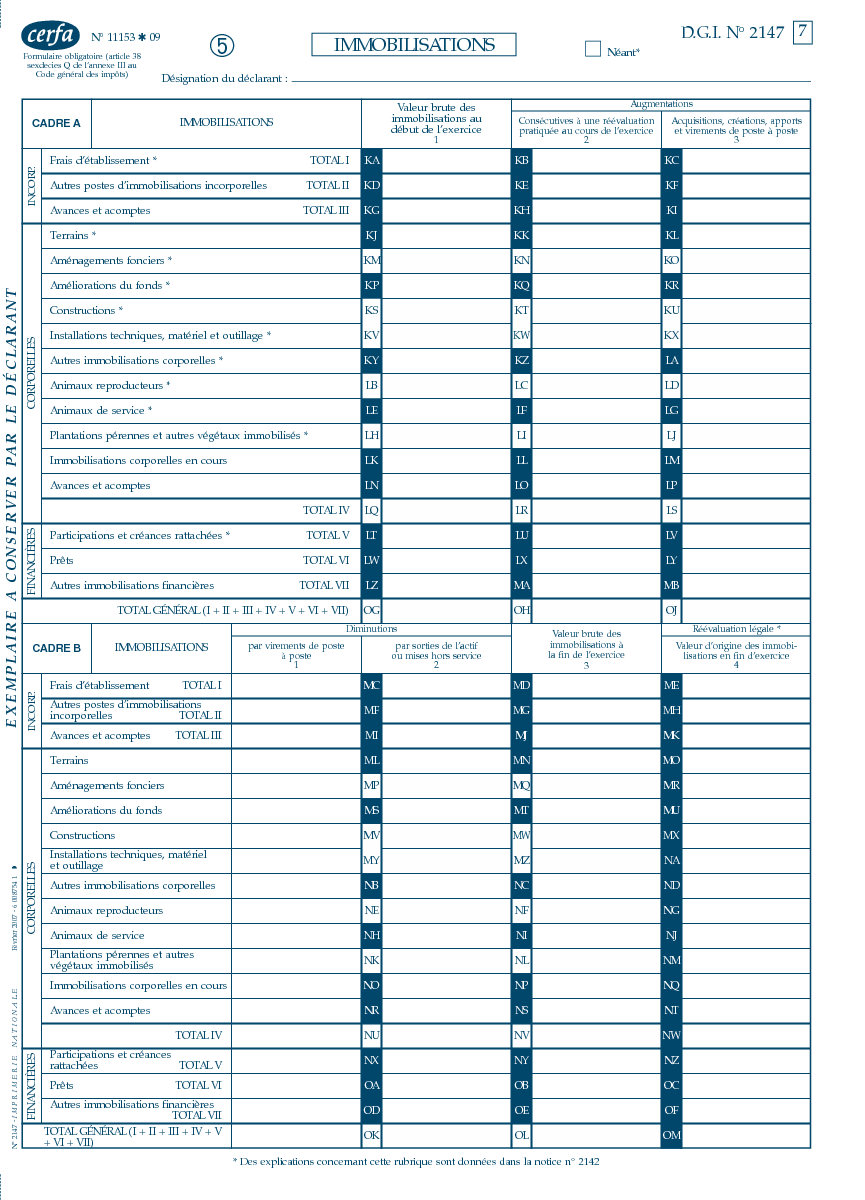 cerfa
N° 11153 ✱ 09
Formulaire obligatoire (article 38
sexdecies Q de l'annexe III au
Code général des impôts)
5
IMMOBILISATIONS
Néant*
D.G.I. N° 2147 7
Désignation du déclarant :
CADRE A
IMMOBILISATIONS
Valeur brute des
immobilisations au
début de l'exercice
1
Augmentations
Consécutives à une réévaluation
pratiquée au cours de l'exercice
2
Acquisitions, créations, apports
et virements de poste à poste
3
INCORP.
Frais d'établissement * TOTAL I KA KB KC
Autres postes d'immobilisations incorporelles TOTAL II KD KE KF
Avances et acomptes TOTAL III KG KH KI
CORPORELLES
Terrains * KJ KK KL
Aménagements fonciers * KM KN KO
Améliorations du fonds * KP KQ KR
Constructions * KS KT KU
Installations techniques, matériel et outillage * KV KW KX
Autres immobilisations corporelles * KY KZ LA
Animaux reproducteurs * LB LC LD
Animaux de service * LE LF LG
Plantations pérennes et autres végétaux immobilisés * LH LI LJ
Immobilisations corporelles en cours LK LL LM
Avances et acomptes LN LO LP
TOTAL IV LQ LR LS
FINANCIÈRES
Participations et créances rattachées * TOTAL V LT LU LV
Prêts TOTAL VI LW LX LY
Autres immobilisations financières TOTAL VII LZ MA MB
TOTAL GÉNÉRAL (I + II + III + IV + V + VI + VII) OG OH OJ
CADRE B
IMMOBILISATIONS
Diminutions
par virements de poste
à poste
1
par sorties de l'actif
ou mises hors service
2
Valeur brute des
immobilisations à
la fin de l'exercice
3
Réévaluation légale *
Valeur d'origine des immobi-
lisations en fin d'exercice
4
INCORP.
Frais d'établissement TOTAL I MC MD ME
Autres postes d'immobilisations
incorporelles TOTAL II MF MG MH
Avances et acomptes TOTAL III MI MJ MK
CORPORELLES
Terrains ML MN MO
Aménagements fonciers MP MQ MR
Améliorations du fonds MS MT MU
Constructions MV MW MX
Installations techniques, matériel
et outillage MY MZ NA
Autres immobilisations corporelles NB NC ND
Animaux reproducteurs NE NF NG
Animaux de service NH NI NJ
Plantations pérennes et autres
végétaux immobilisés NK NL NM
Immobilisations corporelles en cours NO NP NQ
Avances et acomptes NR NS NT
TOTAL IV NU NV NW
FINANCIÈRES
Participations et créances
rattachées TOTAL V NX NY NZ
Prêts TOTAL VI OA OB OC
Autres immobilisations financières
TOTAL VII OD OE OF
TOTAL GÉNÉRAL (I + II + III + IV + V
+ VI + VII) OK OL OM
* Des explications concernant cette rubrique sont données dans la notice n° 2142
EXEMPLAIRE A CONSERVER PAR LE DÉCLARANT
N° 2147 - IMPRIMERIE NATIONALE
Février 2007 - 6 008754 1